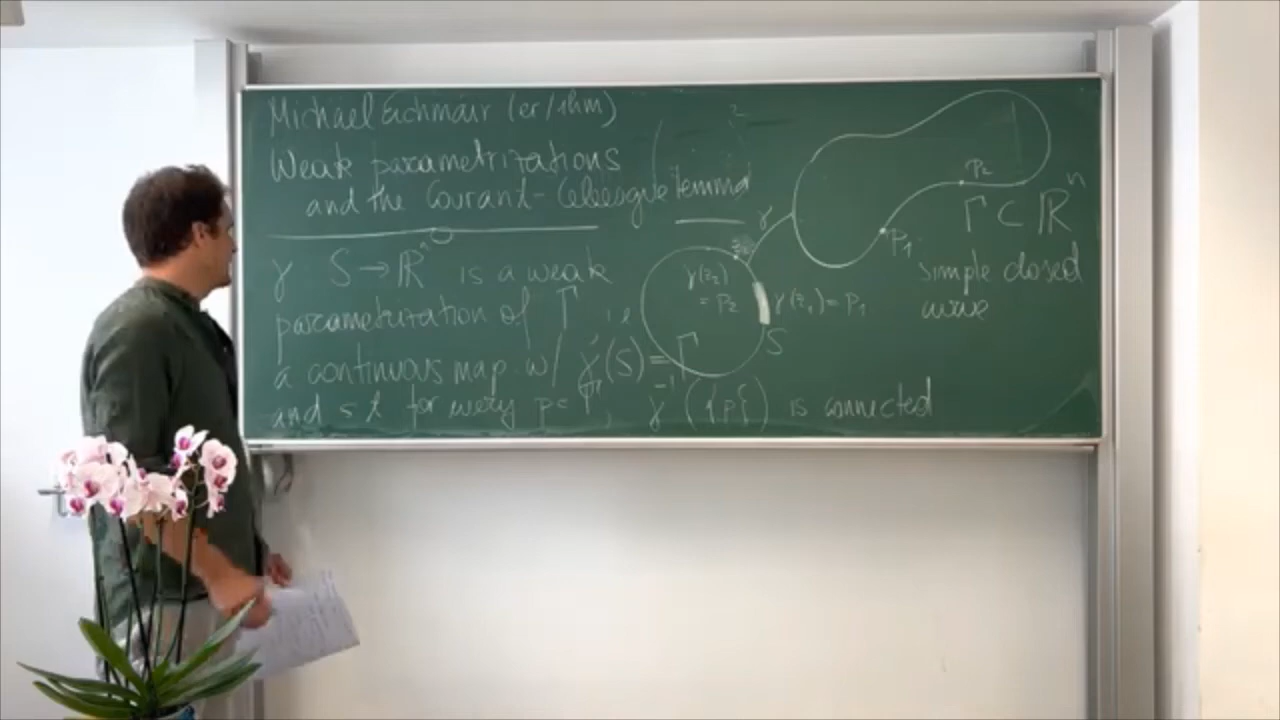 Michael Eichmair (er/ihm)
Weak parametrizations
and the Courant-Lebesgue lemma
γ : S → ℝⁿ is a weak
parametrization of Γ, i.e.
a continuous map w/ γ(S) = Γ
and s.t. for every p ∈ Γ, γ⁻¹({p}) is connected
γ
z₂
γ(z₂)
= p₂
γ(z₁) = p₁
S
p₂
p₁
Γ ⊂ ℝⁿ
simple closed
curve